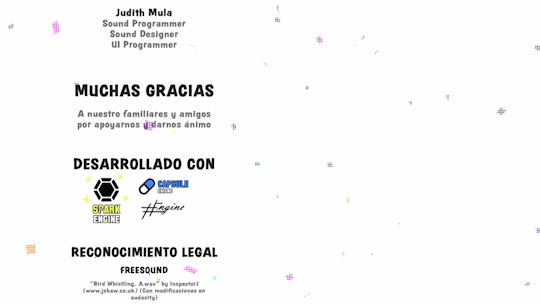 Judith Mula
Sound Programmer
Sound Designer
UI Programmer
MUCHAS GRACIAS
A nuestro familiares y amigos
por apoyarnos y darnos ánimo
DESARROLLADO CON
SPARK
ENGINE
CAPSULE
ENGINE
#Engine
RECONOCIMIENTO LEGAL
FREESOUND
"Bird Whistling, A.wav" by InspectorJ
(www.jshaw.co.uk) (Con modificaciones en
audacity)